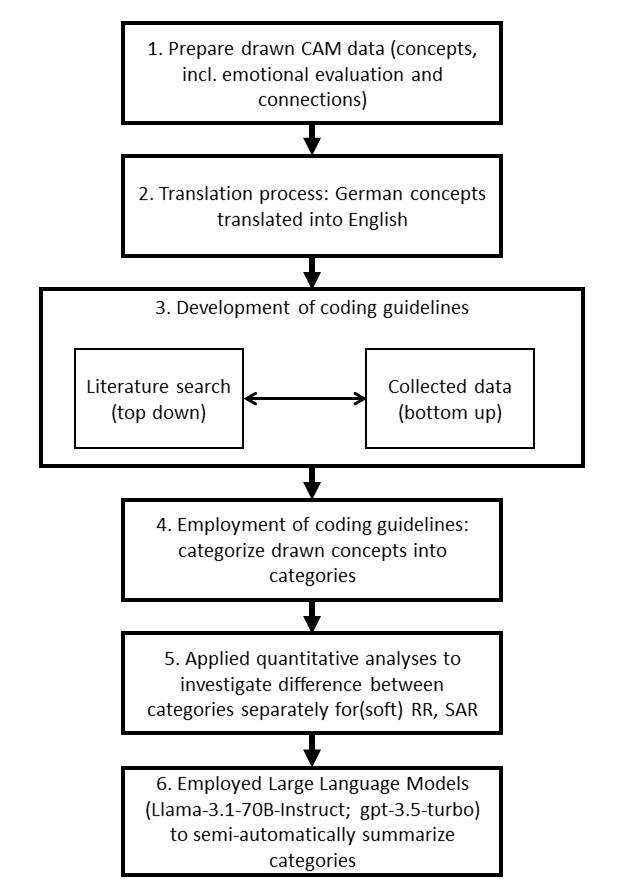 1. Prepare drawn CAM data (concepts,
incl. emotional evaluation and
connections)
2. Translation process: German concepts
translated into English
3. Development of coding guidelines
Literature search
(top down)
Collected data
(bottom up)
4. Employment of coding guidelines:
categorize drawn concepts into
categories
5. Applied quantitative analyses to
investigate difference between
categories separately for(soft) RR, SAR
6. Employed Large Language Models
(Llama-3.1-70B-Instruct; gpt-3.5-turbo)
to semi-automatically summarize
categories